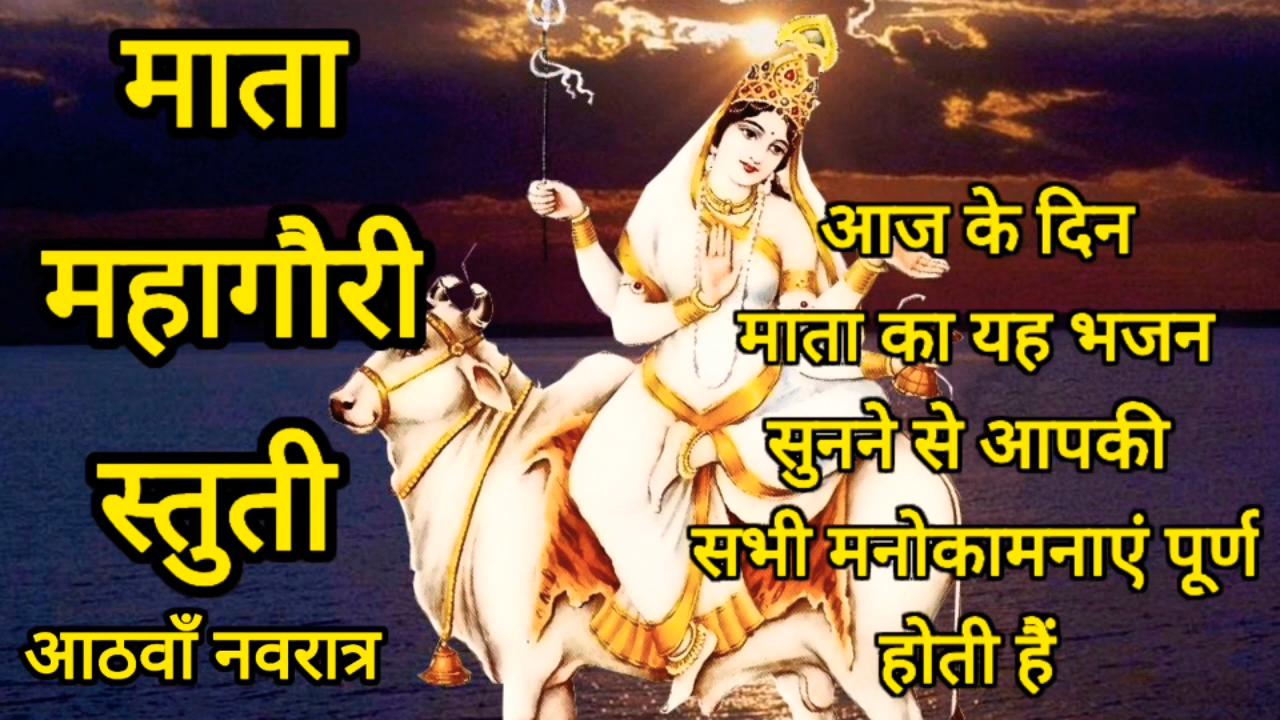 माता
महागौरी
स्तुती
आठवाँ नवरात्र
आज के दिन
माता का यह भजन
सुनने से आपकी
सभी मनोकामनाएं पूर्ण
होती हैं